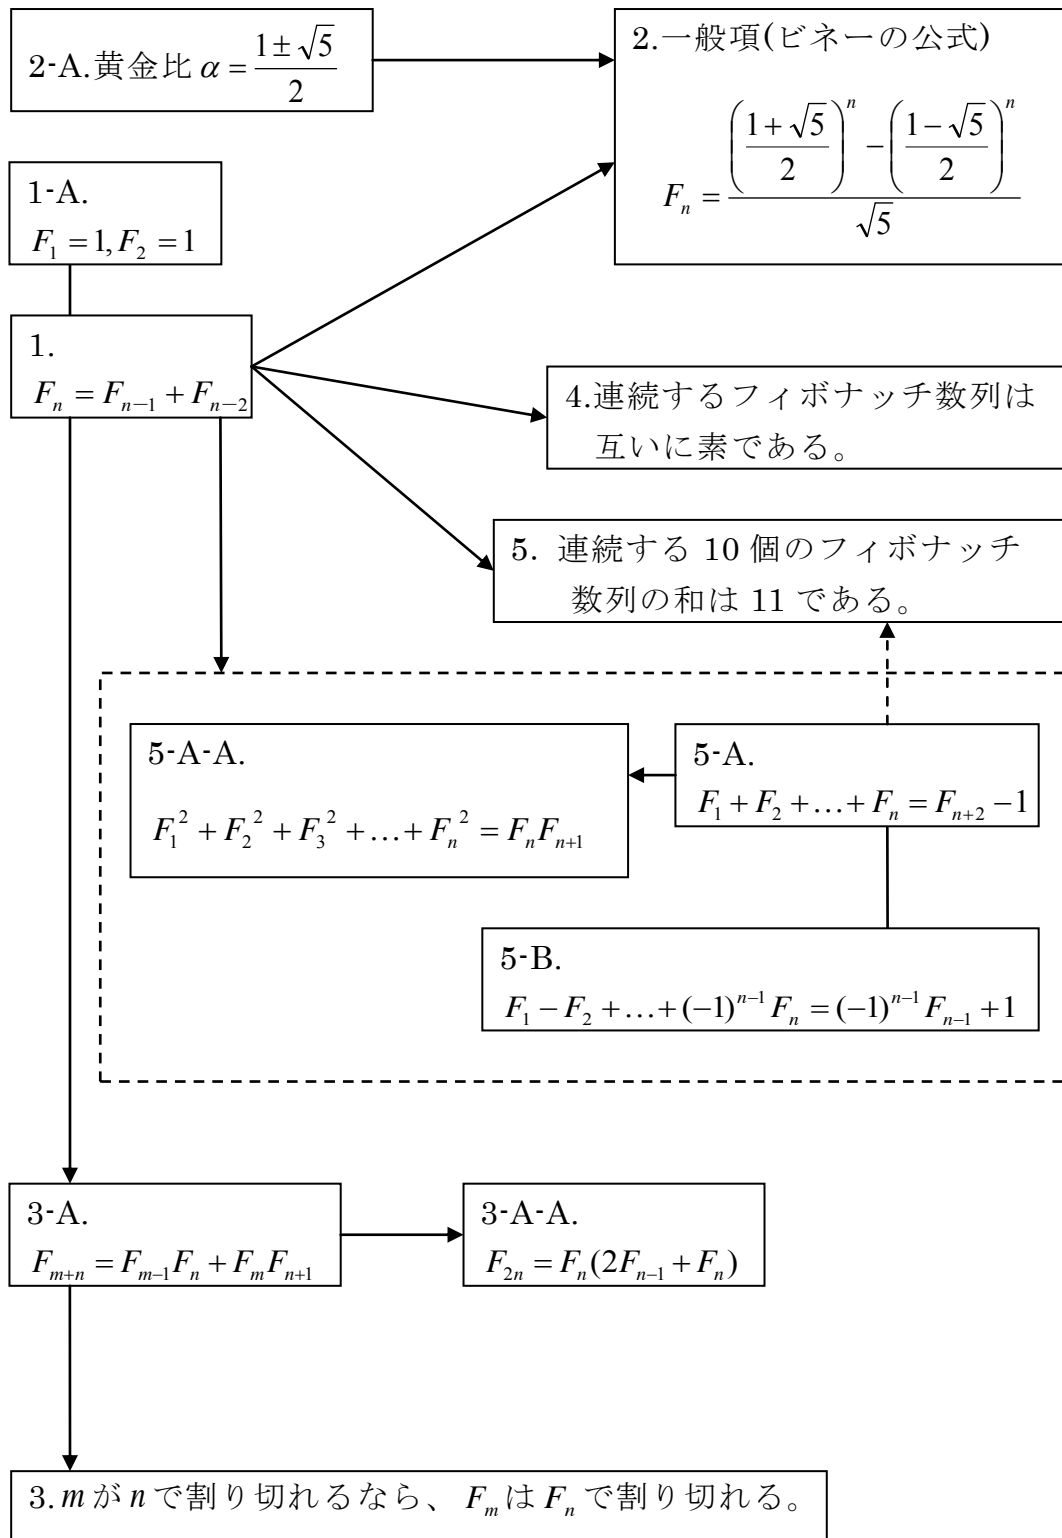 2-A.黄金比 α = (1 ± √5)/2
2.一般項(ビネーの公式)
F_n = (((1 + √5)/2)^n − ((1 − √5)/2)^n)/√5
1-A.
F_1 = 1, F_2 = 1
1.
F_n = F_{n−1} + F_{n−2}
4.連続するフィボナッチ数列は
互いに素である。
5. 連続する 10 個のフィボナッチ
数列の和は 11 である。
5-A-A.
F_1^2 + F_2^2 + F_3^2 + … + F_n^2 = F_n F_{n+1}
5-A.
F_1 + F_2 + … + F_n = F_{n+2} − 1
5-B.
F_1 − F_2 + … + (−1)^{n−1} F_n = (−1)^{n−1} F_{n−1} + 1
3-A.
F_{m+n} = F_{m−1} F_n + F_m F_{n+1}
3-A-A.
F_{2n} = F_n (2F_{n−1} + F_n)
3. m が n で割り切れるなら、 F_m は F_n で割り切れる。